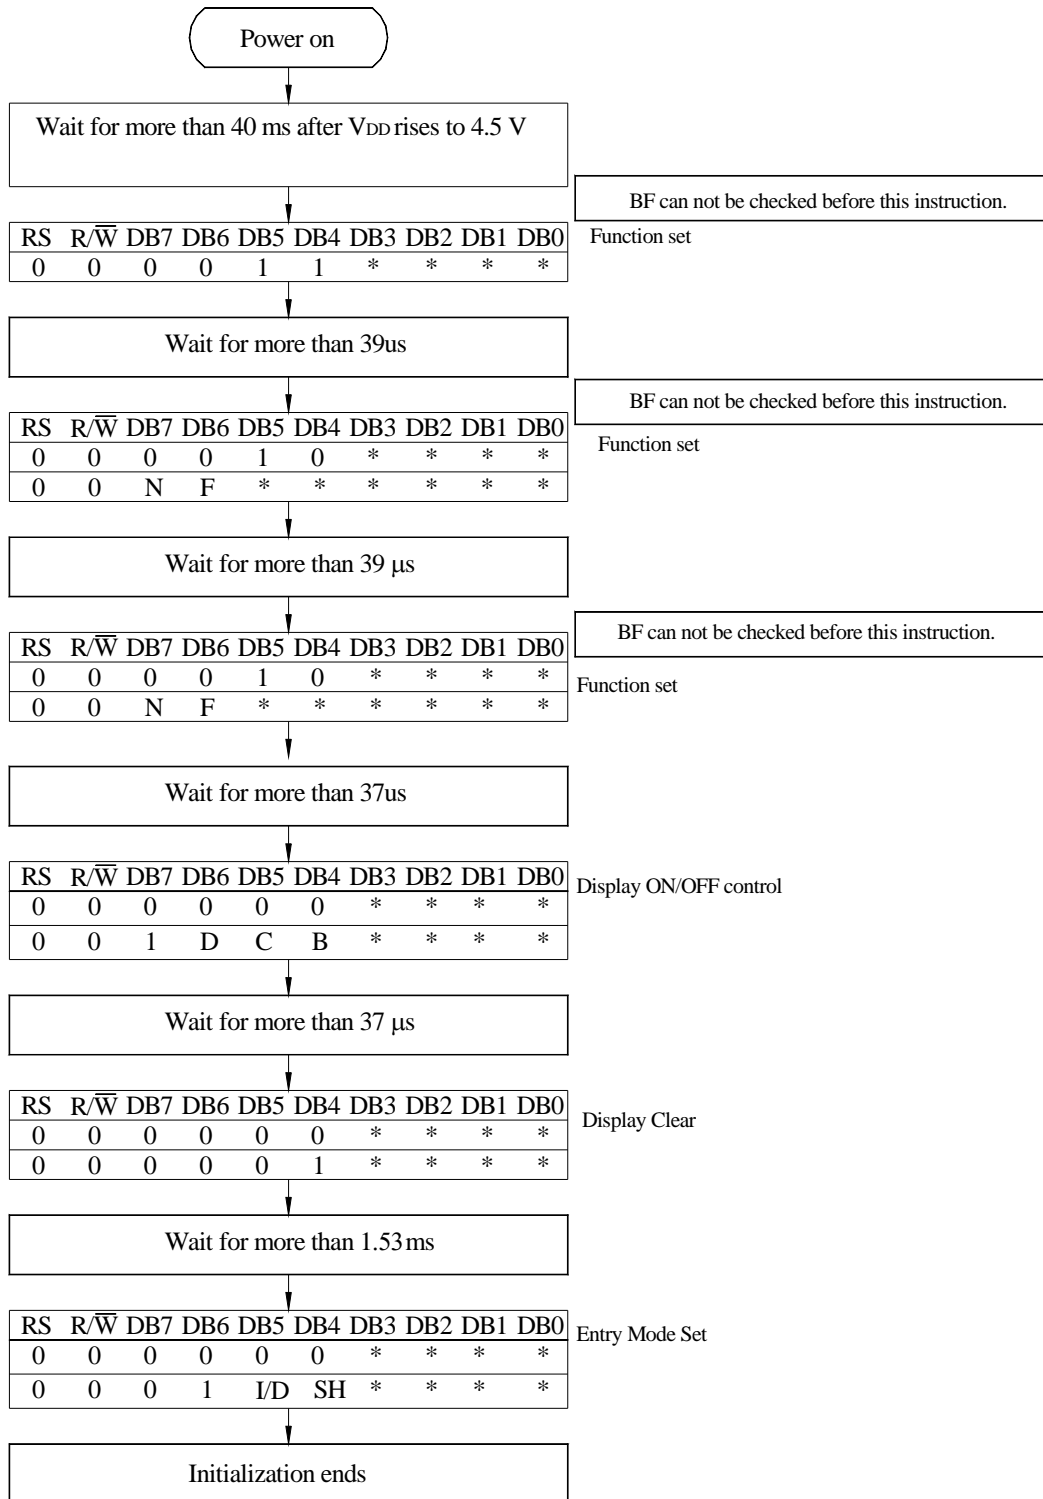 Power on
Wait for more than 40 ms after VDD rises to 4.5 V
BF can not be checked before this instruction.
RS R/W̅ DB7 DB6 DB5 DB4 DB3 DB2 DB1 DB0
Function set
0 0 0 0 1 1 * * * *
Wait for more than 39us
BF can not be checked before this instruction.
RS R/W̅ DB7 DB6 DB5 DB4 DB3 DB2 DB1 DB0
Function set
0 0 0 0 1 0 * * * *
0 0 N F * * * * * *
Wait for more than 39 μs
BF can not be checked before this instruction.
RS R/W̅ DB7 DB6 DB5 DB4 DB3 DB2 DB1 DB0
0 0 0 0 1 0 * * * *
Function set
0 0 N F * * * * * *
Wait for more than 37us
RS R/W̅ DB7 DB6 DB5 DB4 DB3 DB2 DB1 DB0
Display ON/OFF control
0 0 0 0 0 0 * * * *
0 0 1 D C B * * * *
Wait for more than 37 μs
RS R/W̅ DB7 DB6 DB5 DB4 DB3 DB2 DB1 DB0
Display Clear
0 0 0 0 0 0 * * * *
0 0 0 0 0 1 * * * *
Wait for more than 1.53ms
RS R/W̅ DB7 DB6 DB5 DB4 DB3 DB2 DB1 DB0
Entry Mode Set
0 0 0 0 0 0 * * * *
0 0 0 1 I/D SH * * * *
Initialization ends